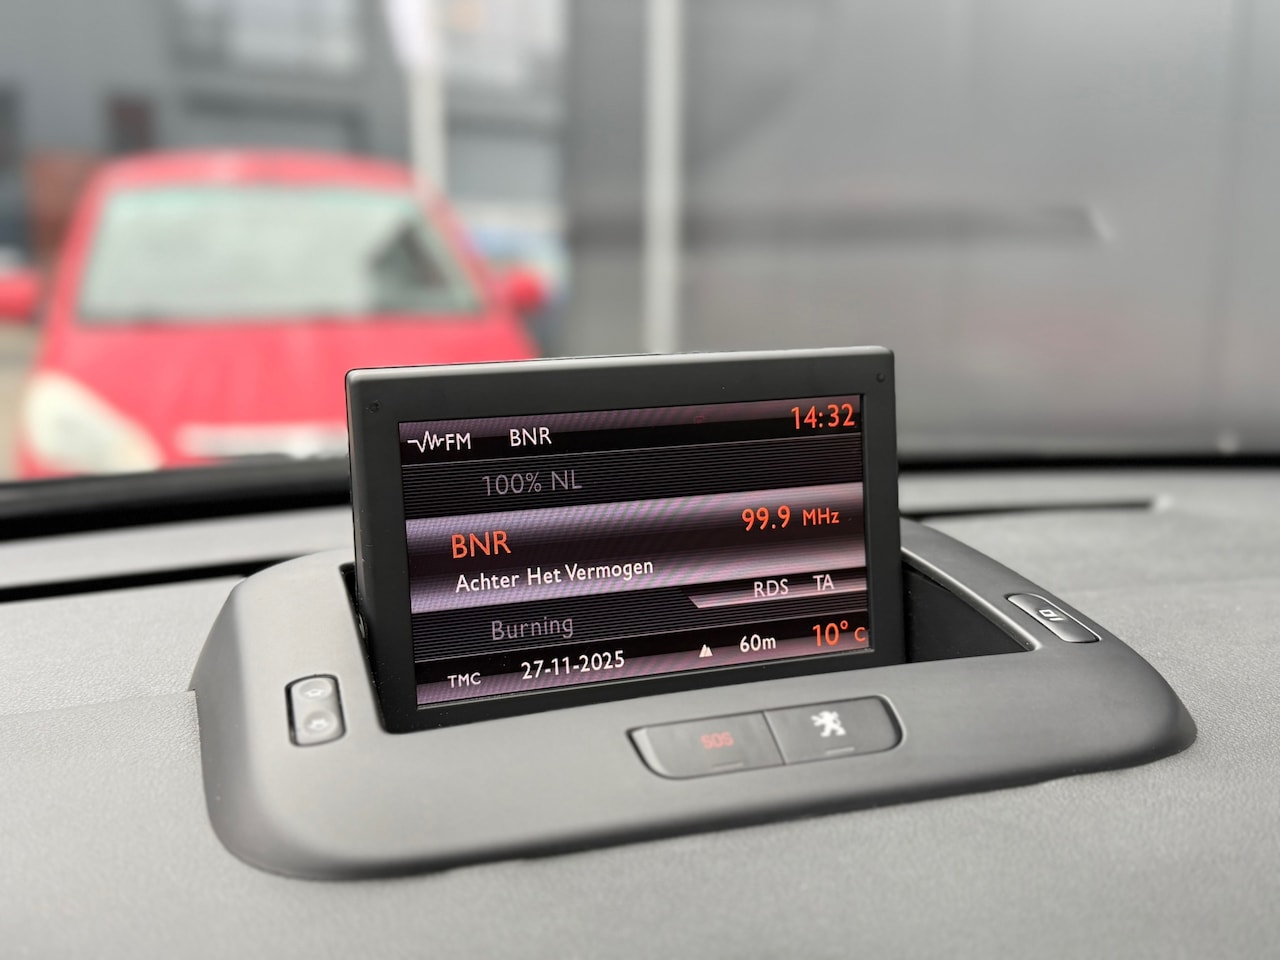 FM BNR 14:32
100% NL
BNR 99.9 MHz
Achter Het Vermogen
RDS TA
Burning
TMC 27-11-2025 60m 10°C
SOS